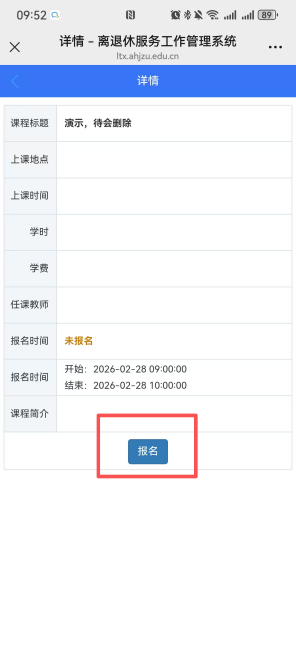 09:52
89
详情 – 离退休服务工作管理系统
ltx.ahjzu.edu.cn
详情
课程标题 演示，待会删除
上课地点
上课时间
学时
学费
任课教师
报名时间 未报名
报名时间 开始：2026-02-28 09:00:00
结束：2026-02-28 10:00:00
课程简介
报名